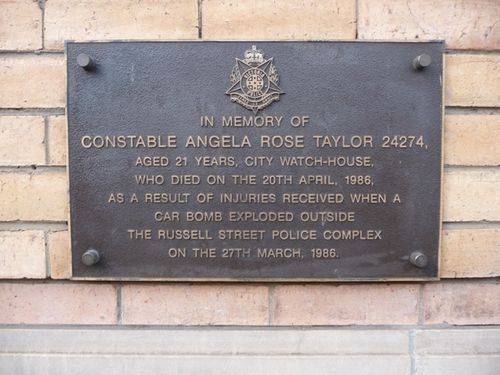 IN MEMORY OF
CONSTABLE ANGELA ROSE TAYLOR 24274,
AGED 21 YEARS, CITY WATCH-HOUSE,
WHO DIED ON THE 20TH APRIL, 1986,
AS A RESULT OF INJURIES RECEIVED WHEN A
CAR BOMB EXPLODED OUTSIDE
THE RUSSELL STREET POLICE COMPLEX
ON THE 27TH MARCH, 1986.